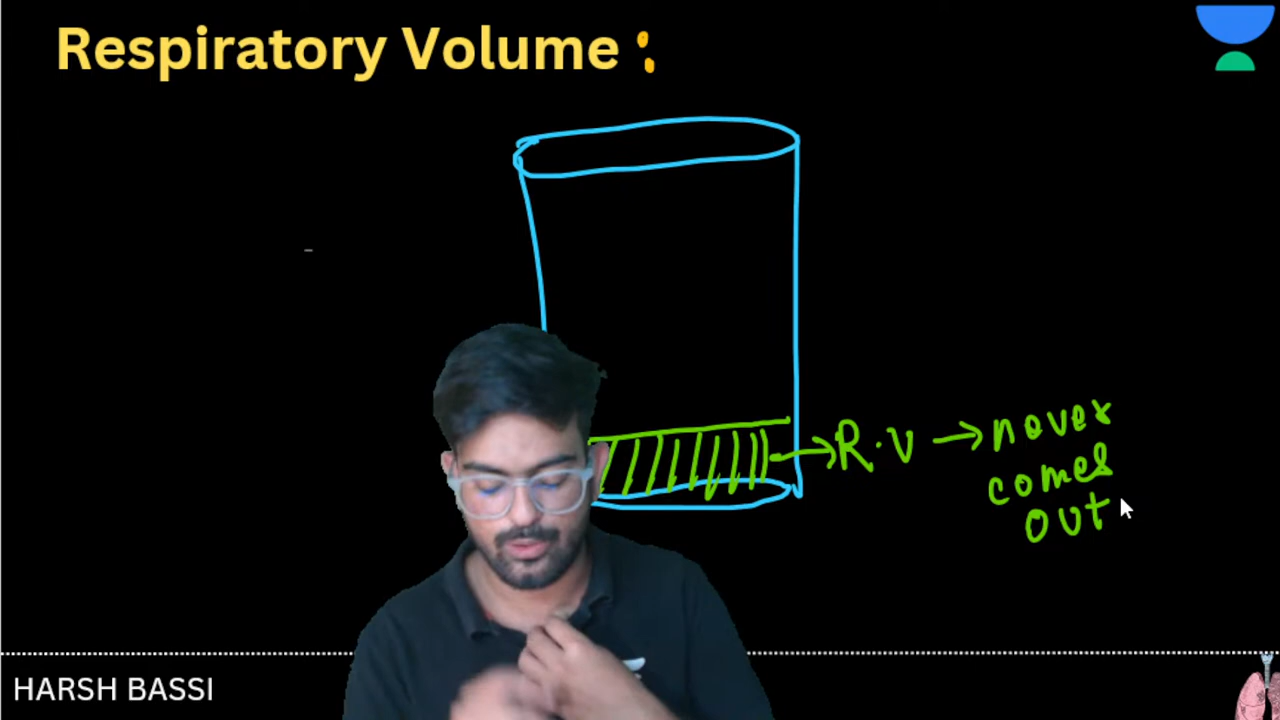 Respiratory Volume :
→ R.V → never
comes
out
HARSH BASSI